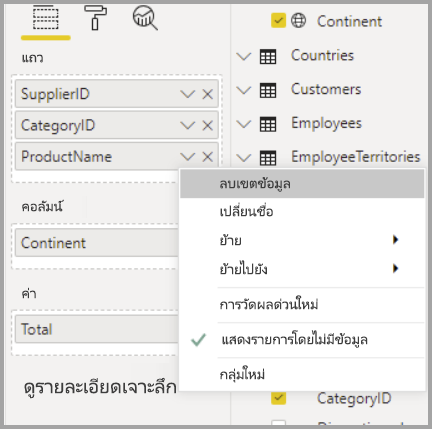 Continent
Countries
Customers
Employees
EmployeeTerritories
แถว
SupplierID
CategoryID
ProductName
คอลัมน์
Continent
ค่า
Total
ดูรายละเอียดเจาะลึก
ลบเขตข้อมูล
เปลี่ยนชื่อ
ย้าย
ย้ายไปยัง
การวัดผลด่วนใหม่
แสดงรายการโดยไม่มีข้อมูล
กลุ่มใหม่
CategoryID